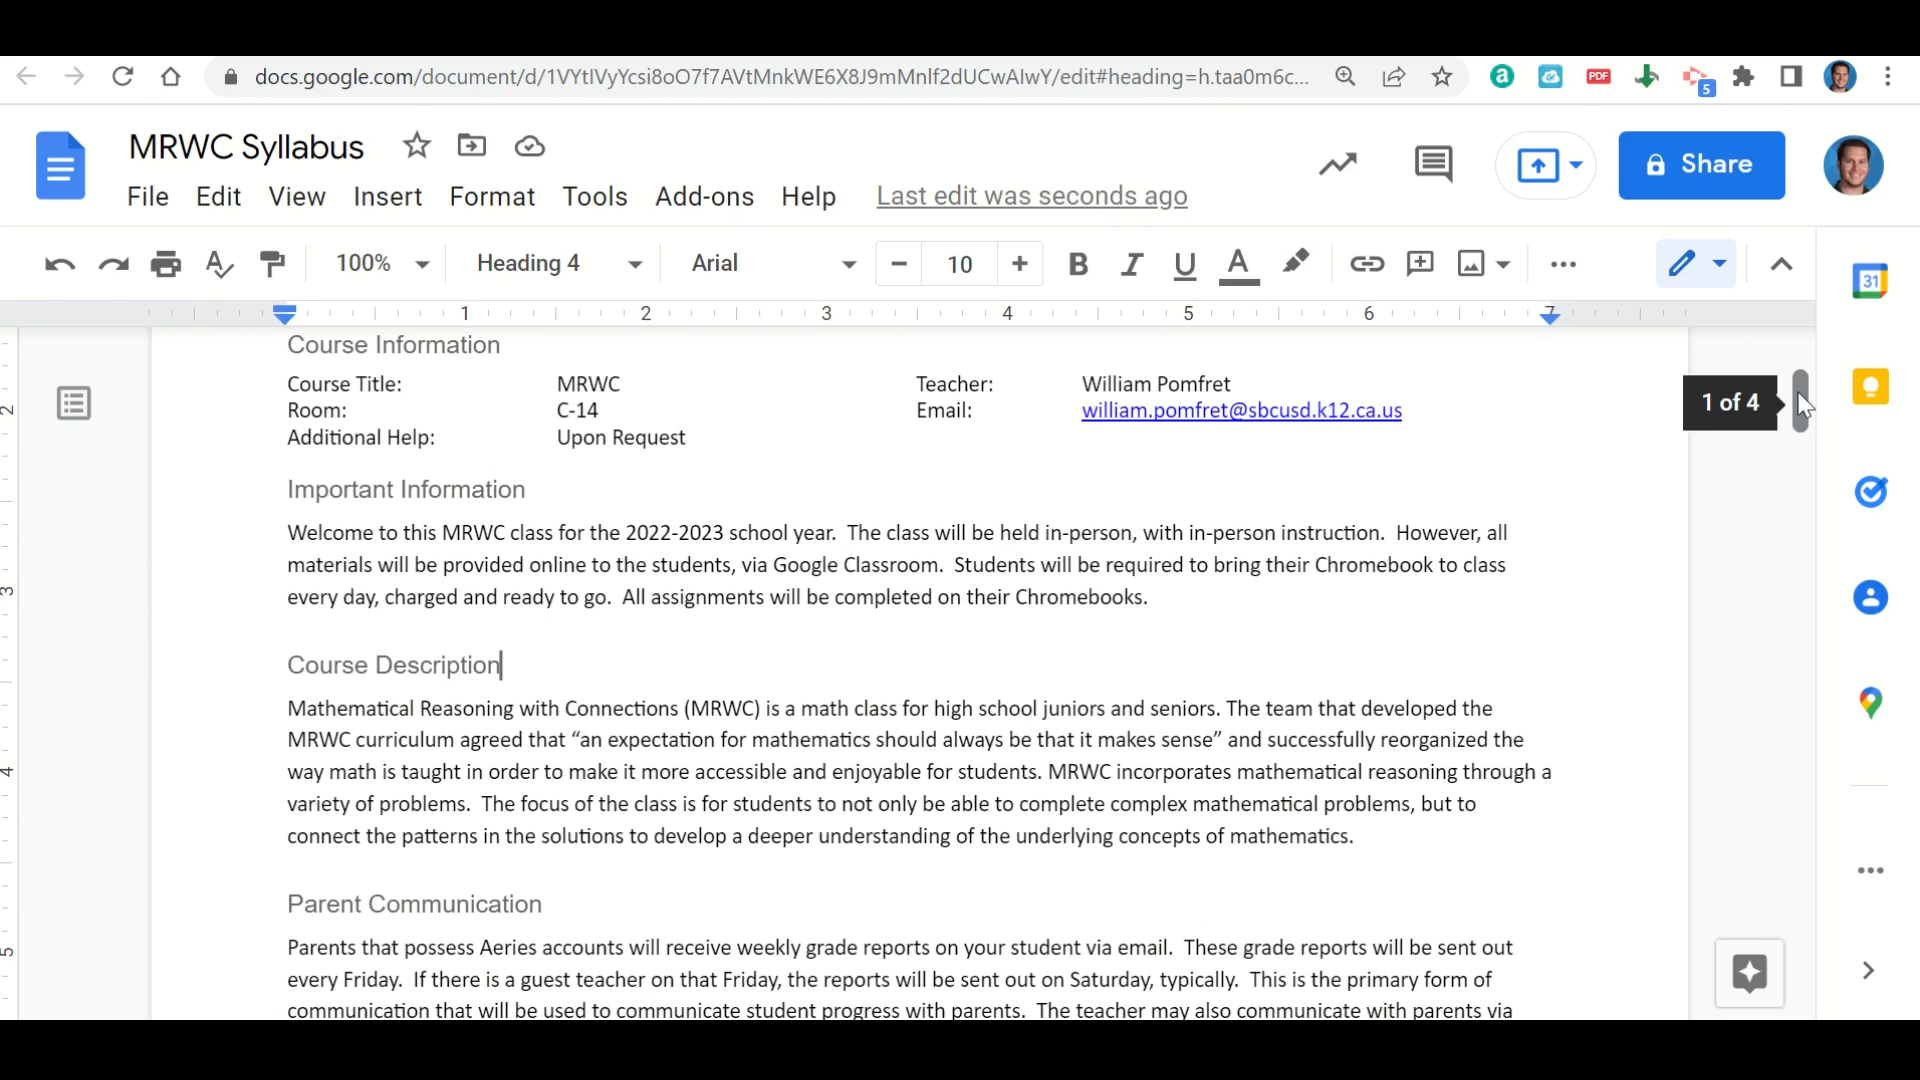 docs.google.com/document/d/1VYtIVyYcsi8oO7f7AVtMnkWE6X8J9mMnlf2dUCwAIwY/edit#heading=h.taa0m6c...
PDF
5
MRWC Syllabus
Share
File Edit View Insert Format Tools Add-ons Help Last edit was seconds ago
100% Heading 4 Arial 10 B I U A
31
1 2 3 4 5 6 7
Course Information
Course Title: MRWC Teacher: William Pomfret
Room: C-14 Email: william.pomfret@sbcusd.k12.ca.us
1 of 4
2
Additional Help: Upon Request
Important Information
Welcome to this MRWC class for the 2022-2023 school year. The class will be held in-person, with in-person instruction. However, all
materials will be provided online to the students, via Google Classroom. Students will be required to bring their Chromebook to class
3
every day, charged and ready to go. All assignments will be completed on their Chromebooks.
Course Description
Mathematical Reasoning with Connections (MRWC) is a math class for high school juniors and seniors. The team that developed the
MRWC curriculum agreed that “an expectation for mathematics should always be that it makes sense” and successfully reorganized the
4
way math is taught in order to make it more accessible and enjoyable for students. MRWC incorporates mathematical reasoning through a
variety of problems. The focus of the class is for students to not only be able to complete complex mathematical problems, but to
connect the patterns in the solutions to develop a deeper understanding of the underlying concepts of mathematics.
Parent Communication
Parents that possess Aeries accounts will receive weekly grade reports on your student via email. These grade reports will be sent out
5
every Friday. If there is a guest teacher on that Friday, the reports will be sent out on Saturday, typically. This is the primary form of
communication that will be used to communicate student progress with parents. The teacher may also communicate with parents via